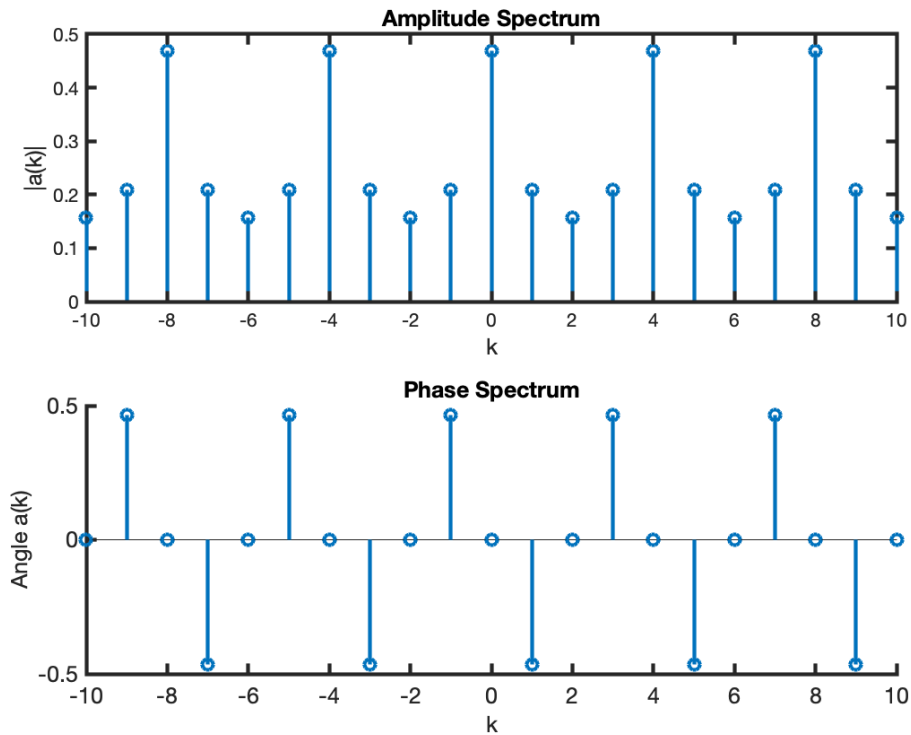 Amplitude Spectrum
0.5
0.4
0.3
0.2
0.1
0
|a(k)|
-10 -8 -6 -4 -2 0 2 4 6 8 10
k
Phase Spectrum
0.5
0
-0.5
Angle a(k)
-10 -8 -6 -4 -2 0 2 4 6 8 10
k